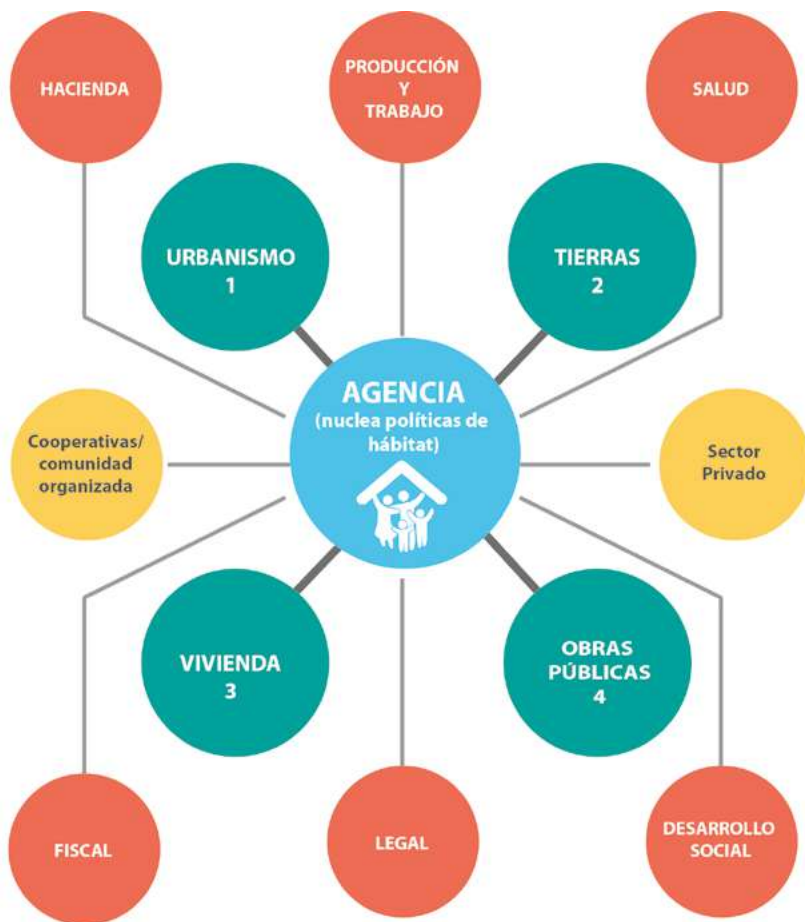 HACIENDA
PRODUCCIÓN
Y
TRABAJO
SALUD
URBANISMO
1
TIERRAS
2
AGENCIA
(nuclea políticas de
hábitat)
Cooperativas/
comunidad
organizada
Sector
Privado
VIVIENDA
3
OBRAS
PÚBLICAS
4
FISCAL
LEGAL
DESARROLLO
SOCIAL